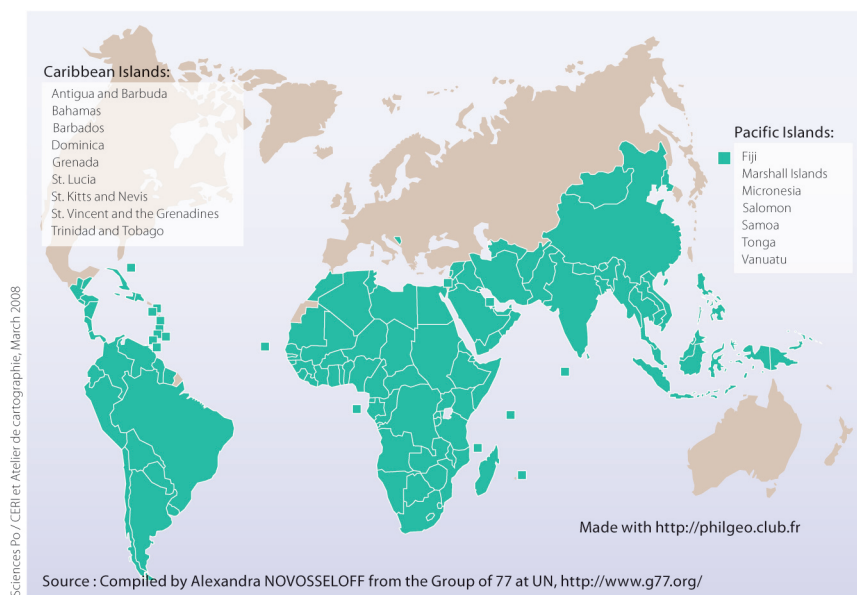 Caribbean Islands:
Antigua and Barbuda
Bahamas
Barbados
Dominica
Grenada
St. Lucia
St. Kitts and Nevis
St. Vincent and the Grenadines
Trinidad and Tobago
Pacific Islands:
Fiji
Marshall Islands
Micronesia
Salomon
Samoa
Tonga
Vanuatu
Made with http://philgeo.club.fr
Source : Compiled by Alexandra NOVOSSELOFF from the Group of 77 at UN, http://www.g77.org/
Sciences Po / CERI et Atelier de cartographie, March 2008